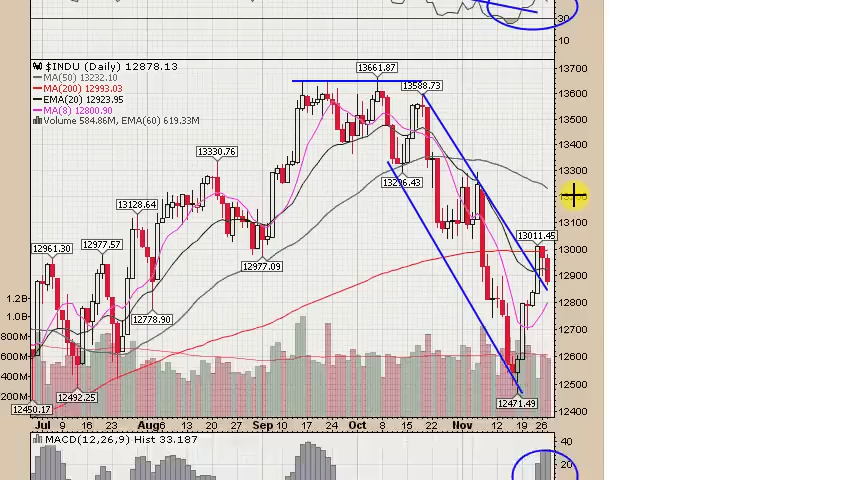 30
10
$INDU (Daily) 12878.13
MA(50) 13232.10
MA(200) 12993.03
EMA(20) 12923.95
MA(8) 12800.90
Volume 584.86M, EMA(60) 619.33M
13661.87
13588.73
13330.76
13296.43
13128.64
13011.45
12961.30
12977.57
12977.09
12778.90
12492.25
12450.17
12471.49
13700
13600
13500
13400
13300
13100
13000
12900
12800
12700
12600
12500
12400
1.2B
1.0B
800M
600M
400M
200M
Jul 9 16 23 Aug 6 13 20 27 Sep 10 17 24 Oct 8 15 22 Nov 12 19 26
MACD(12,26,9) Hist 33.187
40
20